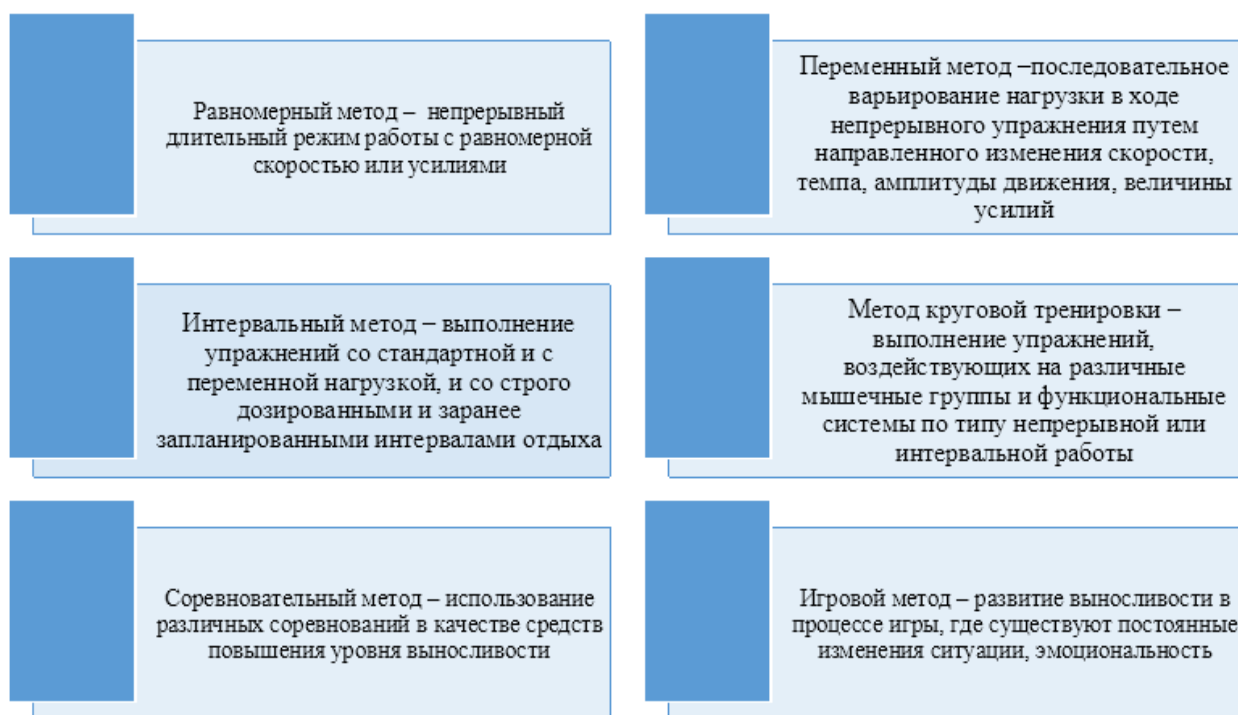 Равномерный метод – непрерывный
длительный режим работы с равномерной
скоростью или усилиями
Переменный метод –последовательное
варьирование нагрузки в ходе
непрерывного упражнения путем
направленного изменения скорости,
темпа, амплитуды движения, величины
усилий
Интервальный метод – выполнение
упражнений со стандартной и с
переменной нагрузкой, и со строго
дозированными и заранее
запланированными интервалами отдыха
Метод круговой тренировки –
выполнение упражнений,
воздействующих на различные
мышечные группы и функциональные
системы по типу непрерывной или
интервальной работы
Соревновательный метод – использование
различных соревнований в качестве средств
повышения уровня выносливости
Игровой метод – развитие выносливости в
процессе игры, где существуют постоянные
изменения ситуации, эмоциональность